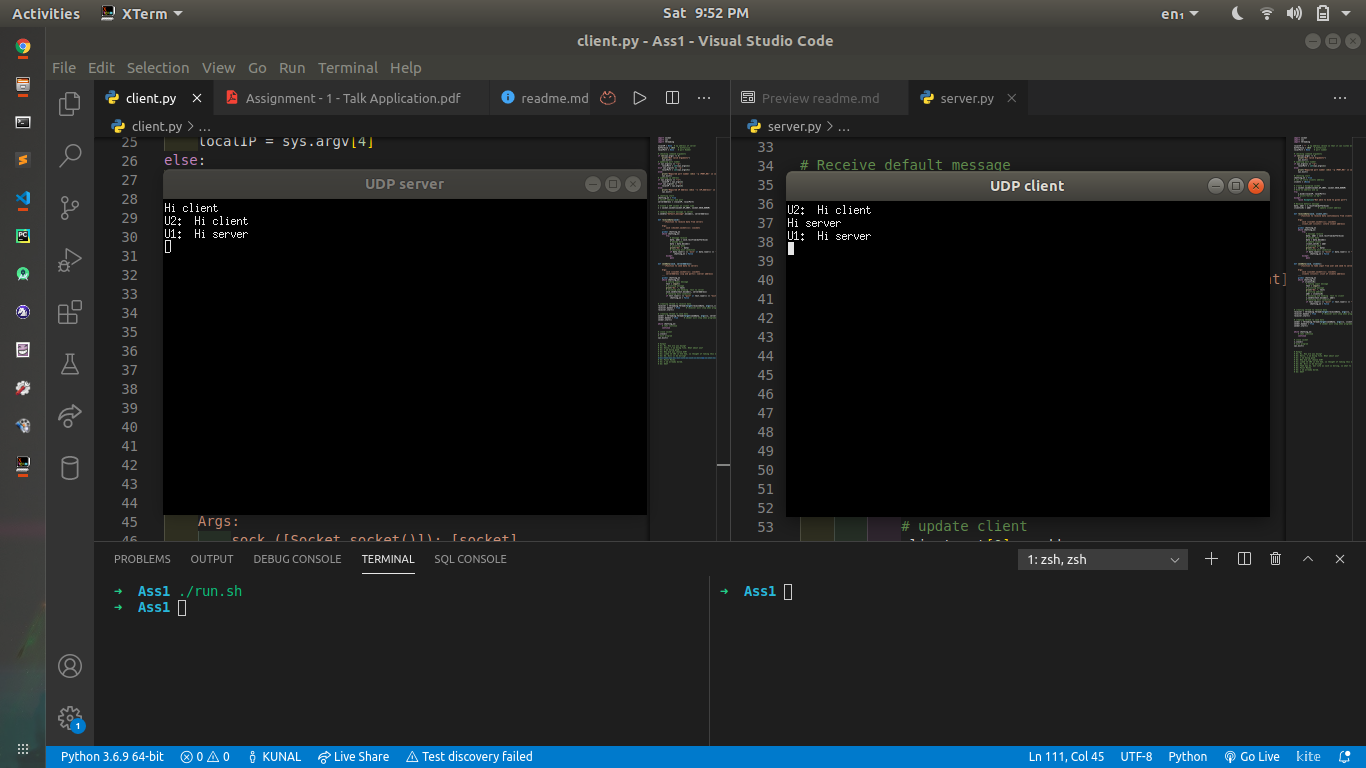 Activities XTerm Sat 9:52 PM en₁
client.py - Ass1 - Visual Studio Code
File Edit Selection View Go Run Terminal Help
client.py Assignment - 1 - Talk Application.pdf readme.md
Preview readme.md server.py
client.py > ...
server.py > ...
25 localIP = sys.argv[4]
26 else:
27
28
29
30
31
32
33
34
35
36
37
38
39
40
41
42
43
44
45 Args:
46 sock ([Socket.socket()]): [socket]
UDP server
Hi client
U2: Hi client
U1: Hi server
33
34 # Receive default message
35
36
37
38
39
40 nt]
41
42
43
44
45
46
47
48
49
50
51
52
53 # update client
UDP client
U2: Hi client
Hi server
U1: Hi server
PROBLEMS OUTPUT DEBUG CONSOLE TERMINAL SQL CONSOLE 1: zsh, zsh
➜ Ass1 ./run.sh
➜ Ass1
➜ Ass1
1
Python 3.6.9 64-bit 0 0 KUNAL Live Share Test discovery failed Ln 111, Col 45 UTF-8 Python Go Live kite